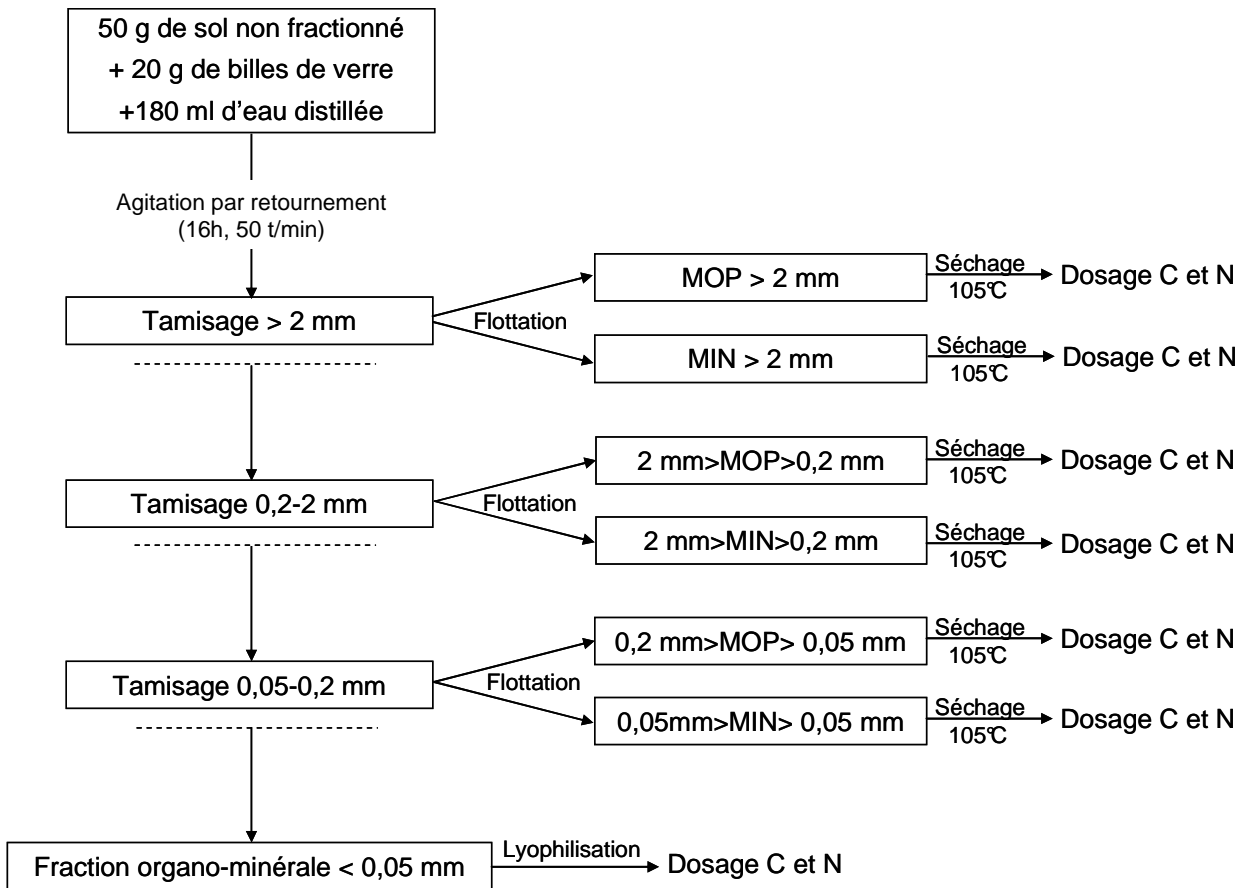 50 g de sol non fractionné
+ 20 g de billes de verre
+180 ml d'eau distillée
Agitation par retournement
(16h, 50 t/min)
Tamisage > 2 mm
Flottation
MOP > 2 mm
Séchage
105℃
Dosage C et N
MIN > 2 mm
Séchage
105℃
Dosage C et N
Tamisage 0,2-2 mm
Flottation
2 mm>MOP>0,2 mm
Séchage
105℃
Dosage C et N
2 mm>MIN>0,2 mm
Séchage
105℃
Dosage C et N
Tamisage 0,05-0,2 mm
Flottation
0,2 mm>MOP> 0,05 mm
Séchage
105℃
Dosage C et N
0,05mm>MIN> 0,05 mm
Séchage
105℃
Dosage C et N
Fraction organo-minérale < 0,05 mm
Lyophilisation
Dosage C et N